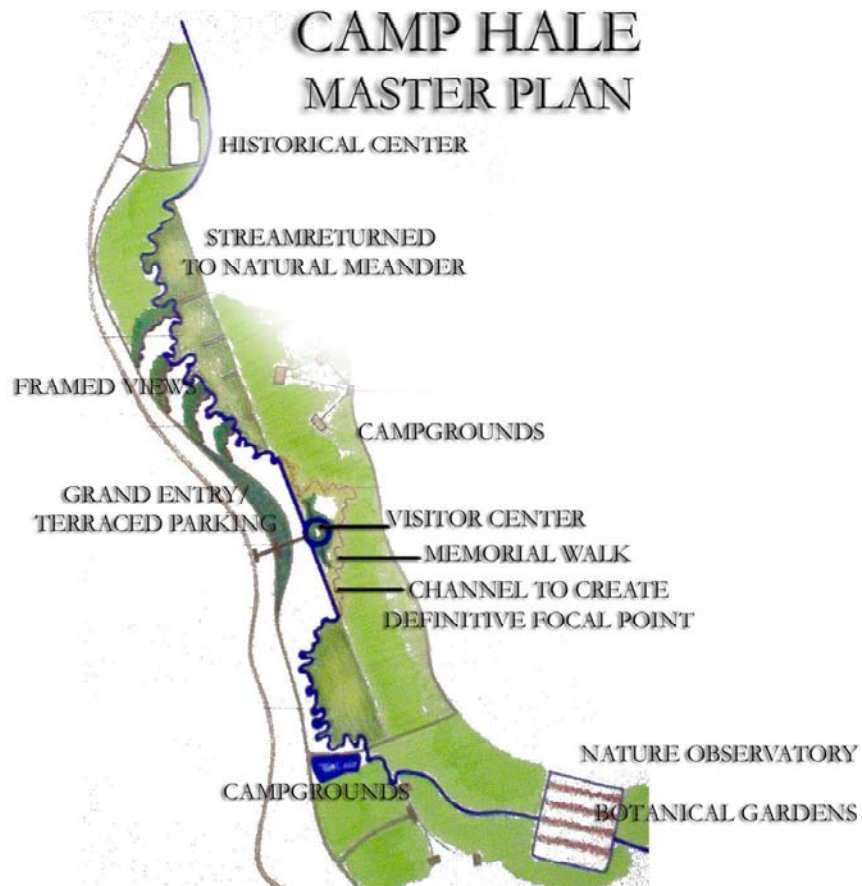 CAMP HALE
MASTER PLAN
HISTORICAL CENTER
STREAMRETURNED
TO NATURAL MEANDER
FRAMED VIEWS
CAMPGROUNDS
GRAND ENTRY/
TERRACED PARKING
VISITOR CENTER
MEMORIAL WALK
CHANNEL TO CREATE
DEFINITIVE FOCAL POINT
NATURE OBSERVATORY
CAMPGROUNDS
BOTANICAL GARDENS